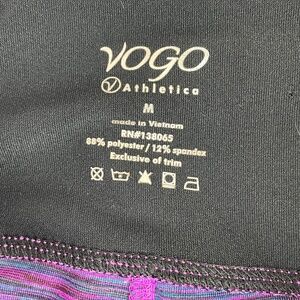 VOGO
Athletica
M
made in Vietnam
RN#138065
88% polyester / 12% spandex
Exclusive of trim